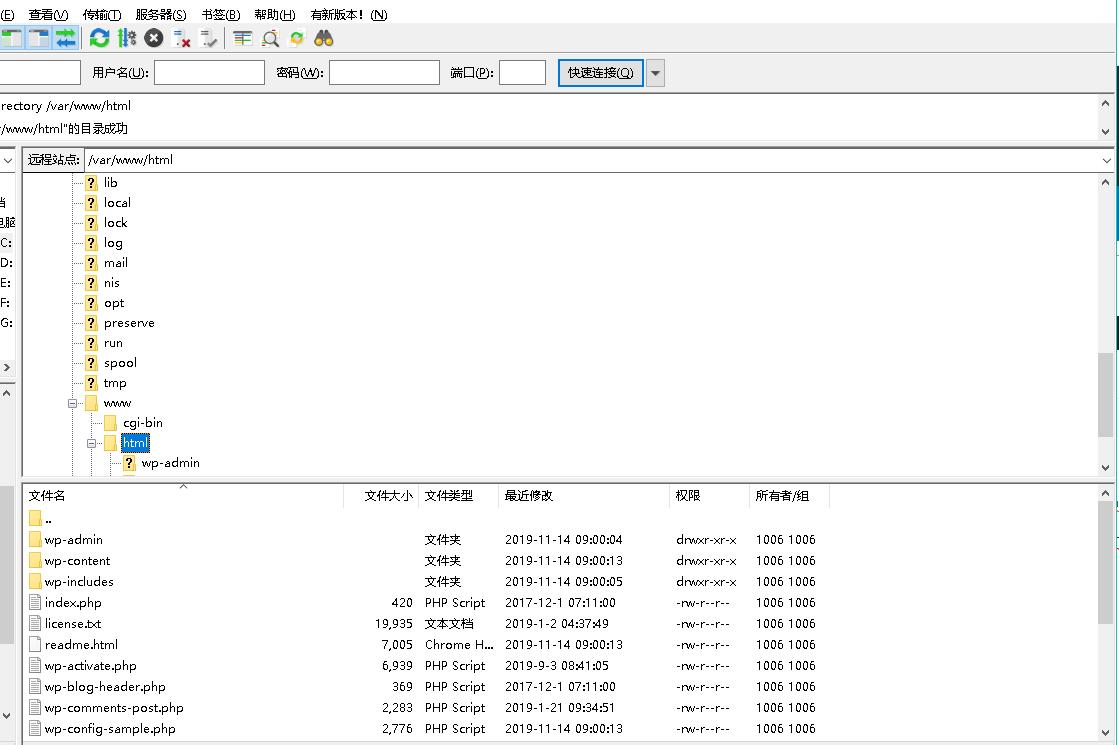 (E) 查看(V) 传输(T) 服务器(S) 书签(B) 帮助(H) 有新版本！(N)
用户名(U): 密码(W): 端口(P): 快速连接(Q)
rectory /var/www/html
/www/html"的目录成功
远程站点: /var/www/html
lib
local
lock
C: log
D: mail
E: nis
F: opt
G: preserve
run
spool
tmp
www
cgi-bin
html
wp-admin
文件名 文件大小 文件类型 最近修改 权限 所有者/组
..
wp-admin 文件夹 2019-11-14 09:00:04 drwxr-xr-x 1006 1006
wp-content 文件夹 2019-11-14 09:00:13 drwxr-xr-x 1006 1006
wp-includes 文件夹 2019-11-14 09:00:05 drwxr-xr-x 1006 1006
index.php 420 PHP Script 2017-12-1 07:11:00 -rw-r--r-- 1006 1006
license.txt 19,935 文本文档 2019-1-2 04:37:49 -rw-r--r-- 1006 1006
readme.html 7,005 Chrome H... 2019-11-14 09:00:13 -rw-r--r-- 1006 1006
wp-activate.php 6,939 PHP Script 2019-9-3 08:41:05 -rw-r--r-- 1006 1006
wp-blog-header.php 369 PHP Script 2017-12-1 07:11:00 -rw-r--r-- 1006 1006
wp-comments-post.php 2,283 PHP Script 2019-1-21 09:34:51 -rw-r--r-- 1006 1006
wp-config-sample.php 2,776 PHP Script 2019-11-14 09:00:13 -rw-r--r-- 1006 1006